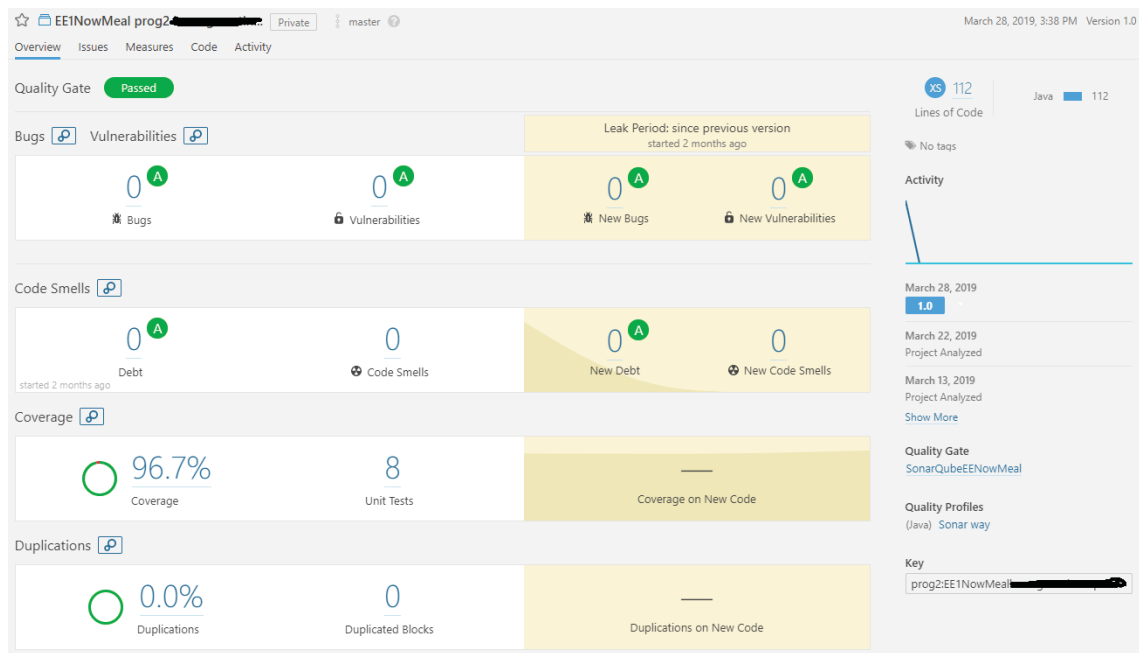 EE1NowMeal prog2 Private master March 28, 2019, 3:38 PM Version 1.0
Overview Issues Measures Code Activity
Quality Gate Passed
Bugs Vulnerabilities
Leak Period: since previous version
started 2 months ago
0 A
Bugs
0 A
Vulnerabilities
0 A
New Bugs
0 A
New Vulnerabilities
Code Smells
0 A
Debt
started 2 months ago
0
Code Smells
0 A
New Debt
0
New Code Smells
Coverage
96.7%
Coverage
8
Unit Tests
—
Coverage on New Code
Duplications
0.0%
Duplications
0
Duplicated Blocks
—
Duplications on New Code
XS 112
Lines of Code
Java 112
No tags
Activity
March 28, 2019
1.0
March 22, 2019
Project Analyzed
March 13, 2019
Project Analyzed
Show More
Quality Gate
SonarQubeEENowMeal
Quality Profiles
(Java) Sonar way
Key
prog2:EE1NowMeal